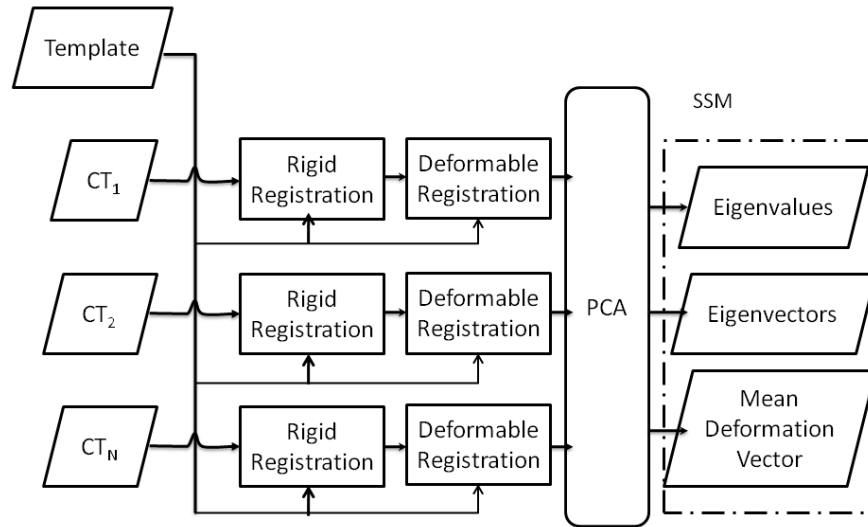 Template
SSM
CT1
Rigid
Registration
Deformable
Registration
Eigenvalues
CT2
Rigid
Registration
Deformable
Registration
PCA
Eigenvectors
CTN
Rigid
Registration
Deformable
Registration
Mean
Deformation
Vector